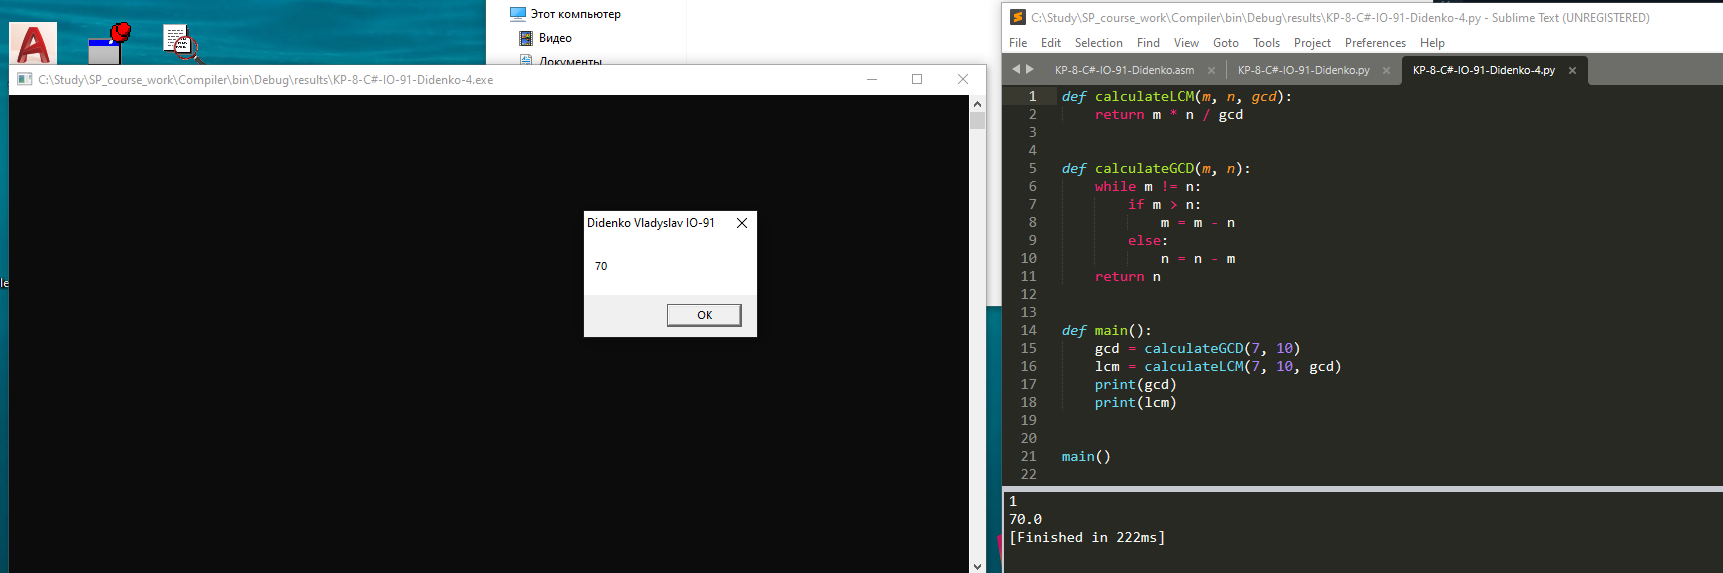 Этот компьютер
Видео
Документы
C:\Study\SP_course_work\Compiler\bin\Debug\results\KP-8-C#-IO-91-Didenko-4.exe
Didenko Vladyslav IO-91
70
OK
le
C:\Study\SP_course_work\Compiler\bin\Debug\results\KP-8-C#-IO-91-Didenko-4.py - Sublime Text (UNREGISTERED)
File Edit Selection Find View Goto Tools Project Preferences Help
KP-8-C#-IO-91-Didenko.asm KP-8-C#-IO-91-Didenko.py KP-8-C#-IO-91-Didenko-4.py
1 def calculateLCM(m, n, gcd):
2 return m * n / gcd
3
4
5 def calculateGCD(m, n):
6 while m != n:
7 if m > n:
8 m = m - n
9 else:
10 n = n - m
11 return n
12
13
14 def main():
15 gcd = calculateGCD(7, 10)
16 lcm = calculateLCM(7, 10, gcd)
17 print(gcd)
18 print(lcm)
19
20
21 main()
22
1
70.0
[Finished in 222ms]